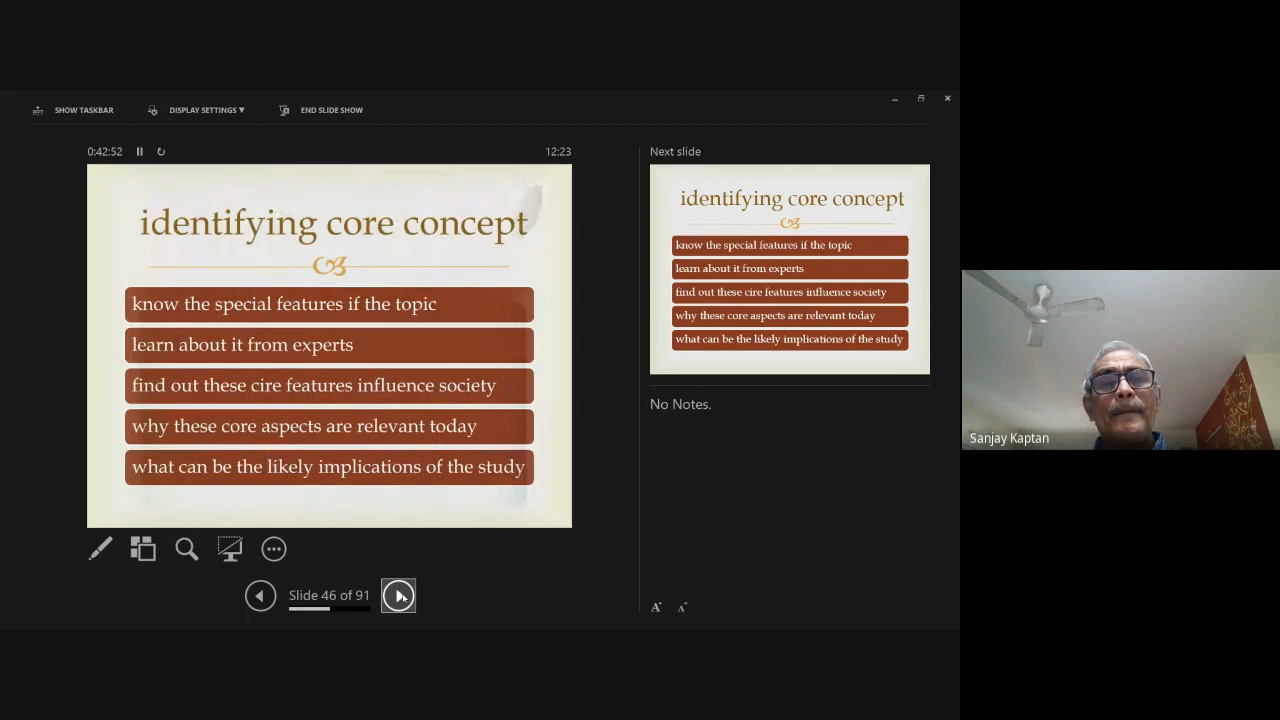 SHOW TASKBAR
DISPLAY SETTINGS ▼
END SLIDE SHOW
0:42:52
12:23
identifying core concept
know the special features if the topic
learn about it from experts
find out these cire features influence society
why these core aspects are relevant today
what can be the likely implications of the study
Slide 46 of 91
Next slide
identifying core concept
know the special features if the topic
learn about it from experts
find out these cire features influence society
why these core aspects are relevant today
what can be the likely implications of the study
No Notes.
A A
Sanjay Kaptan